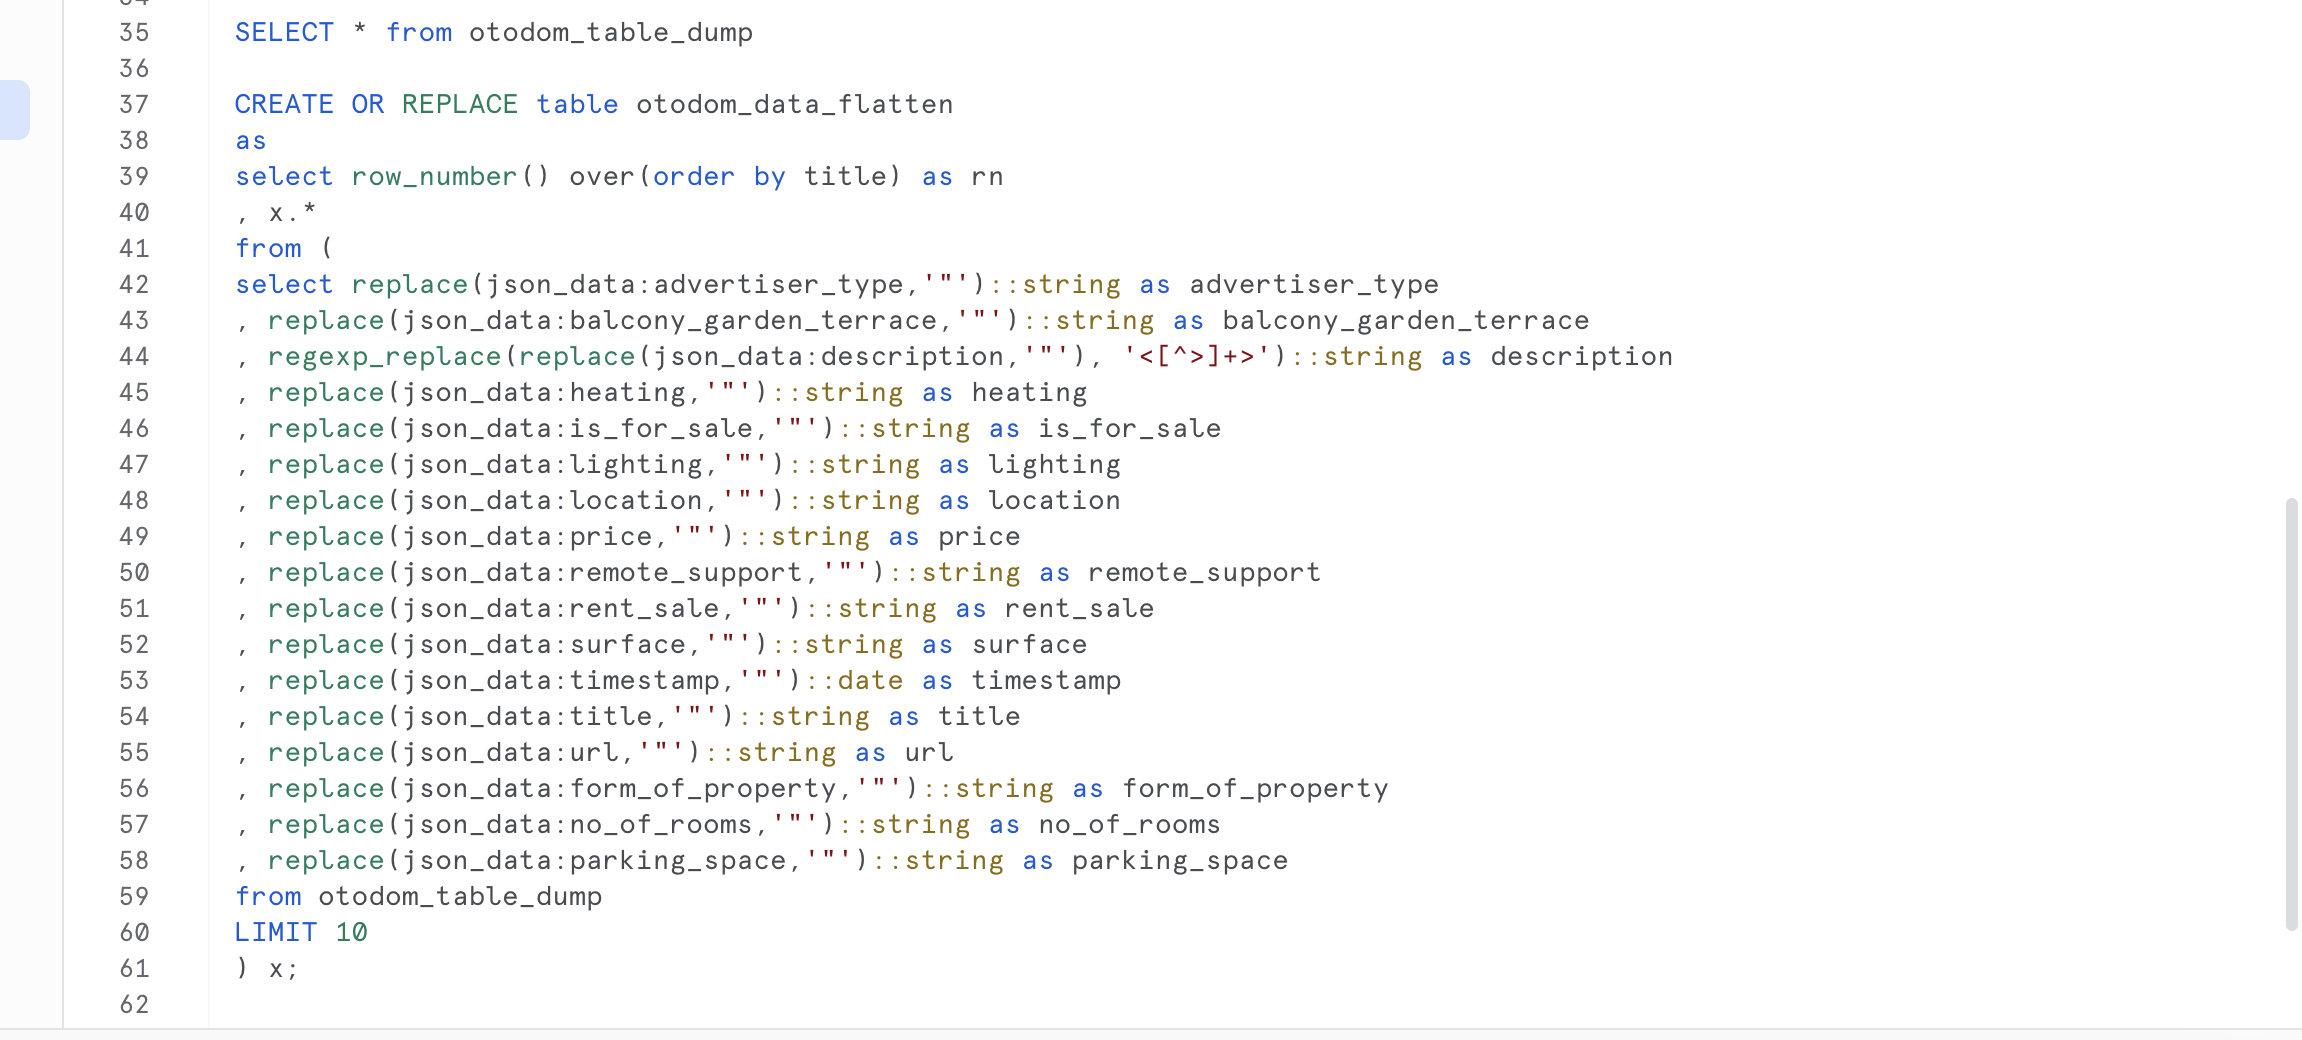 35 SELECT * from otodom_table_dump
36
37 CREATE OR REPLACE table otodom_data_flatten
38 as
39 select row_number() over(order by title) as rn
40 , x.*
41 from (
42 select replace(json_data:advertiser_type,'"')::string as advertiser_type
43 , replace(json_data:balcony_garden_terrace,'"')::string as balcony_garden_terrace
44 , regexp_replace(replace(json_data:description,'"'), '<[^>]+>')::string as description
45 , replace(json_data:heating,'"')::string as heating
46 , replace(json_data:is_for_sale,'"')::string as is_for_sale
47 , replace(json_data:lighting,'"')::string as lighting
48 , replace(json_data:location,'"')::string as location
49 , replace(json_data:price,'"')::string as price
50 , replace(json_data:remote_support,'"')::string as remote_support
51 , replace(json_data:rent_sale,'"')::string as rent_sale
52 , replace(json_data:surface,'"')::string as surface
53 , replace(json_data:timestamp,'"')::date as timestamp
54 , replace(json_data:title,'"')::string as title
55 , replace(json_data:url,'"')::string as url
56 , replace(json_data:form_of_property,'"')::string as form_of_property
57 , replace(json_data:no_of_rooms,'"')::string as no_of_rooms
58 , replace(json_data:parking_space,'"')::string as parking_space
59 from otodom_table_dump
60 LIMIT 10
61 ) x;
62